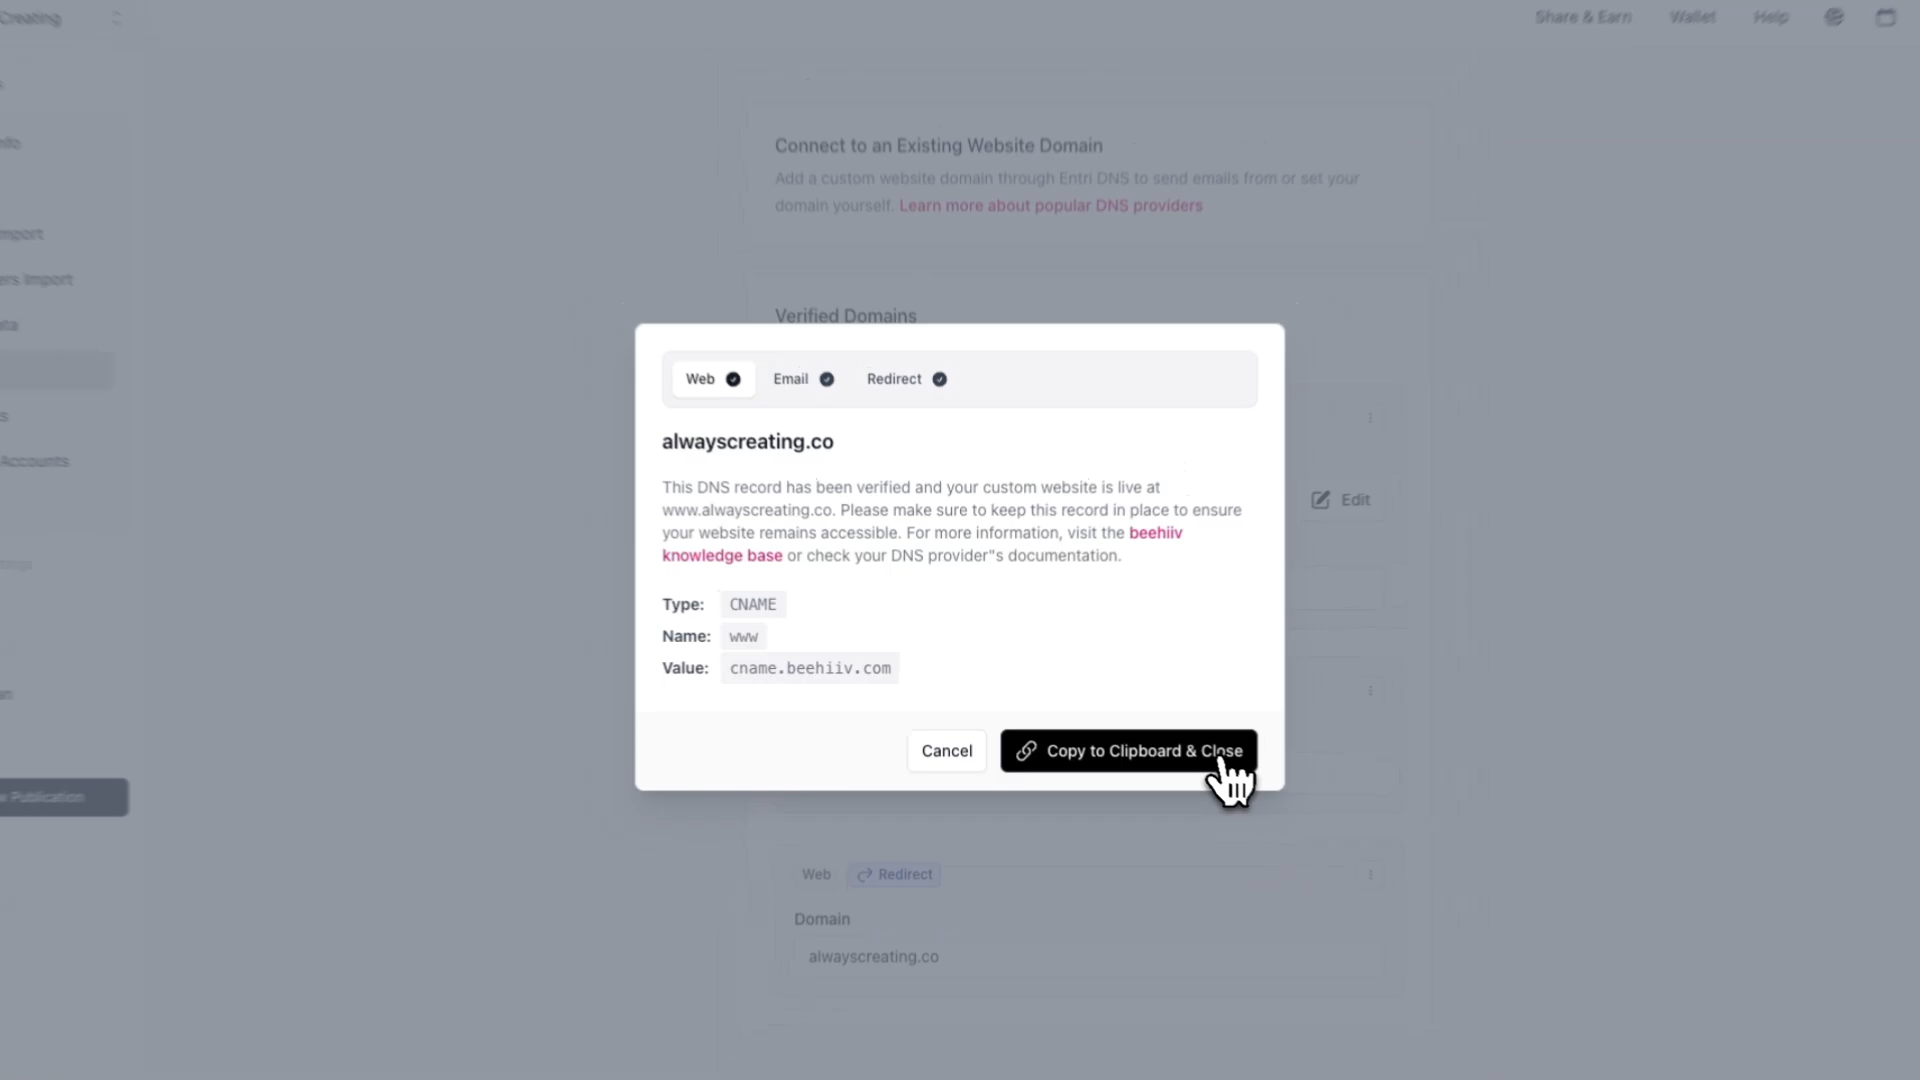 Creating
Share & Earn
Wallet
Help
Connect to an Existing Website Domain
Add a custom website domain through Entri DNS to send emails from or set your
domain yourself. Learn more about popular DNS providers
Verified Domains
Import
Accounts
Publication
Web
Email
Redirect
alwayscreating.co
This DNS record has been verified and your custom website is live at
www.alwayscreating.co. Please make sure to keep this record in place to ensure
your website remains accessible. For more information, visit the beehiiv
knowledge base or check your DNS provider"s documentation.
Type: CNAME
Name: www
Value: cname.beehiiv.com
Cancel
Copy to Clipboard & Close
Edit
Web
Redirect
Domain
alwayscreating.co